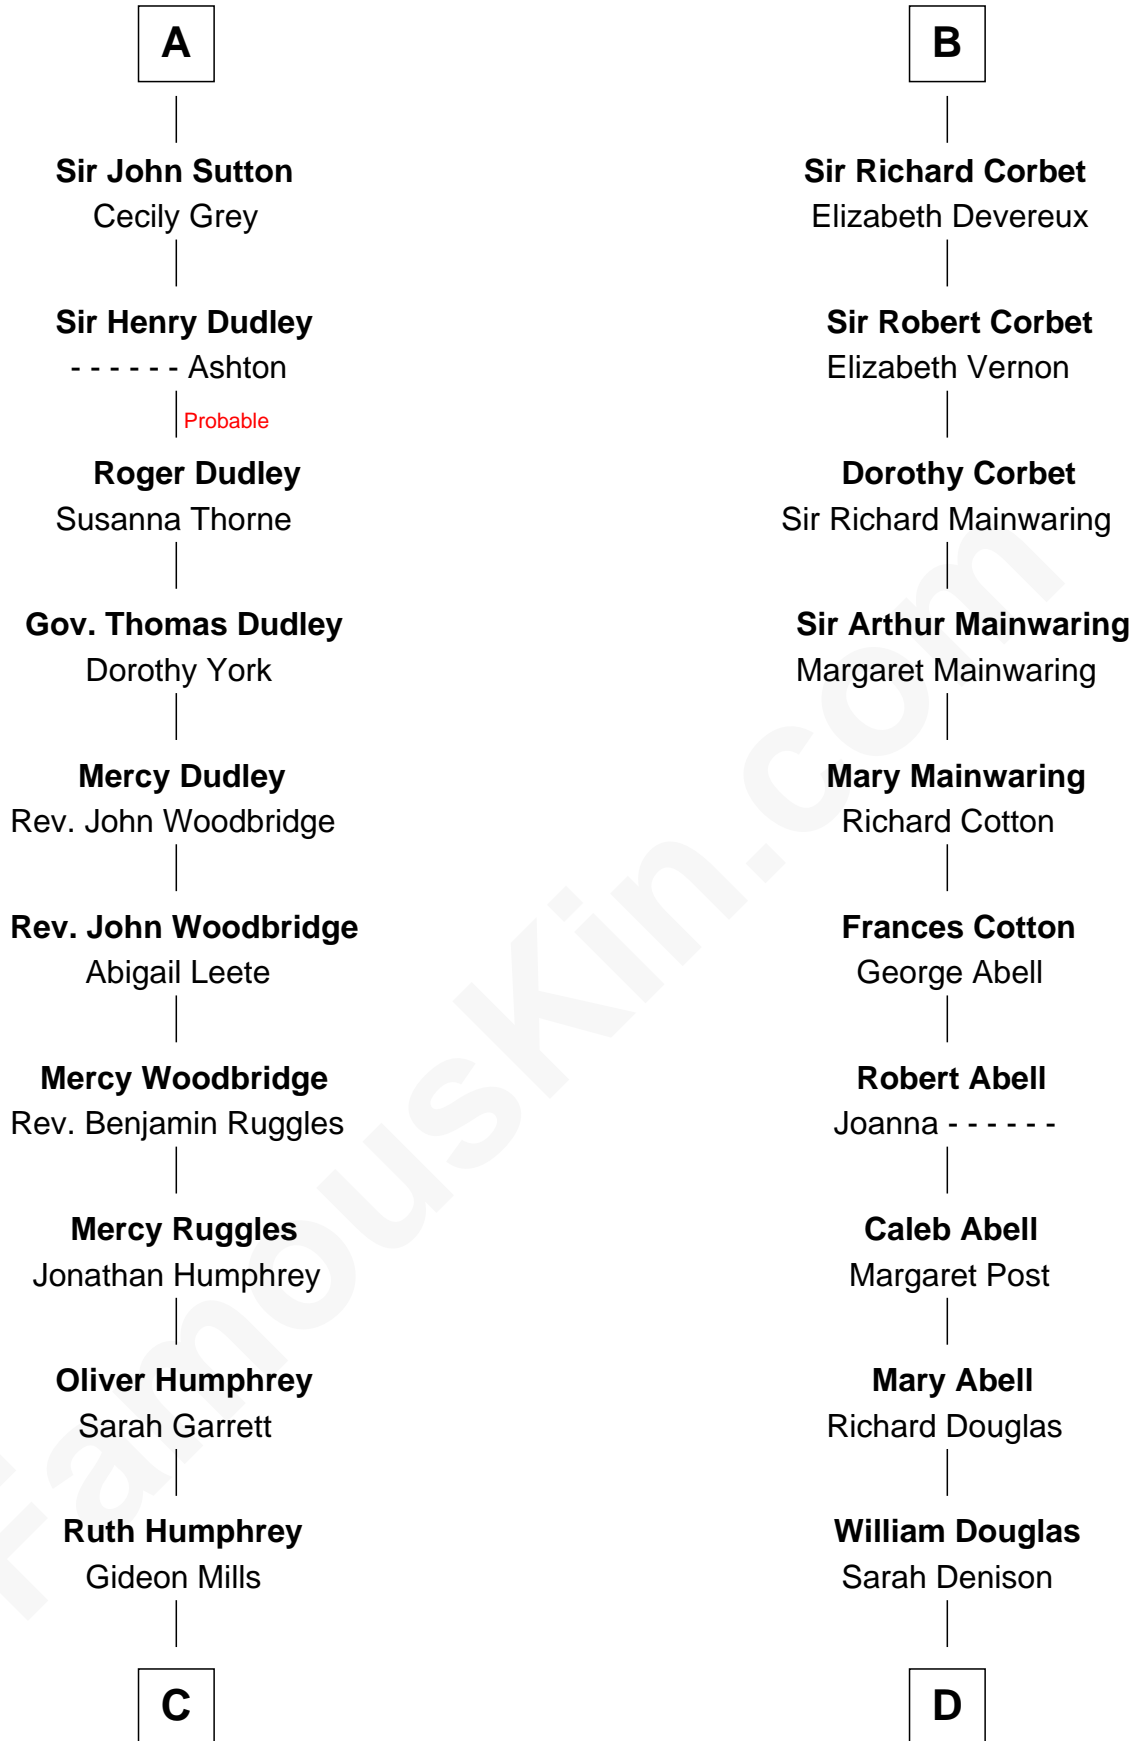 A
Sir John Sutton
Cecily Grey
Sir Henry Dudley
- - - - - - Ashton
Probable
Roger Dudley
Susanna Thorne
Gov. Thomas Dudley
Dorothy York
Mercy Dudley
Rev. John Woodbridge
Rev. John Woodbridge
Abigail Leete
Mercy Woodbridge
Rev. Benjamin Ruggles
Mercy Ruggles
Jonathan Humphrey
Oliver Humphrey
Sarah Garrett
Ruth Humphrey
Gideon Mills
C
B
Sir Richard Corbet
Elizabeth Devereux
Sir Robert Corbet
Elizabeth Vernon
Dorothy Corbet
Sir Richard Mainwaring
Sir Arthur Mainwaring
Margaret Mainwaring
Mary Mainwaring
Richard Cotton
Frances Cotton
George Abell
Robert Abell
Joanna - - - - - -
Caleb Abell
Margaret Post
Mary Abell
Richard Douglas
William Douglas
Sarah Denison
D
FamousKin.com